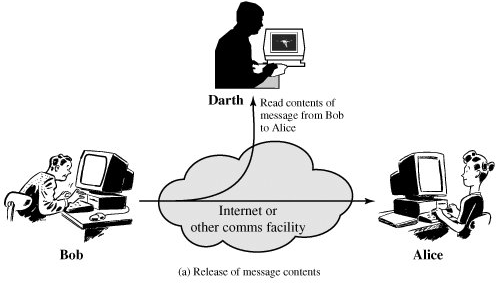 Darth
Read contents of
message from Bob
to Alice
Internet or
other comms facility
Bob
Alice
(a) Release of message contents